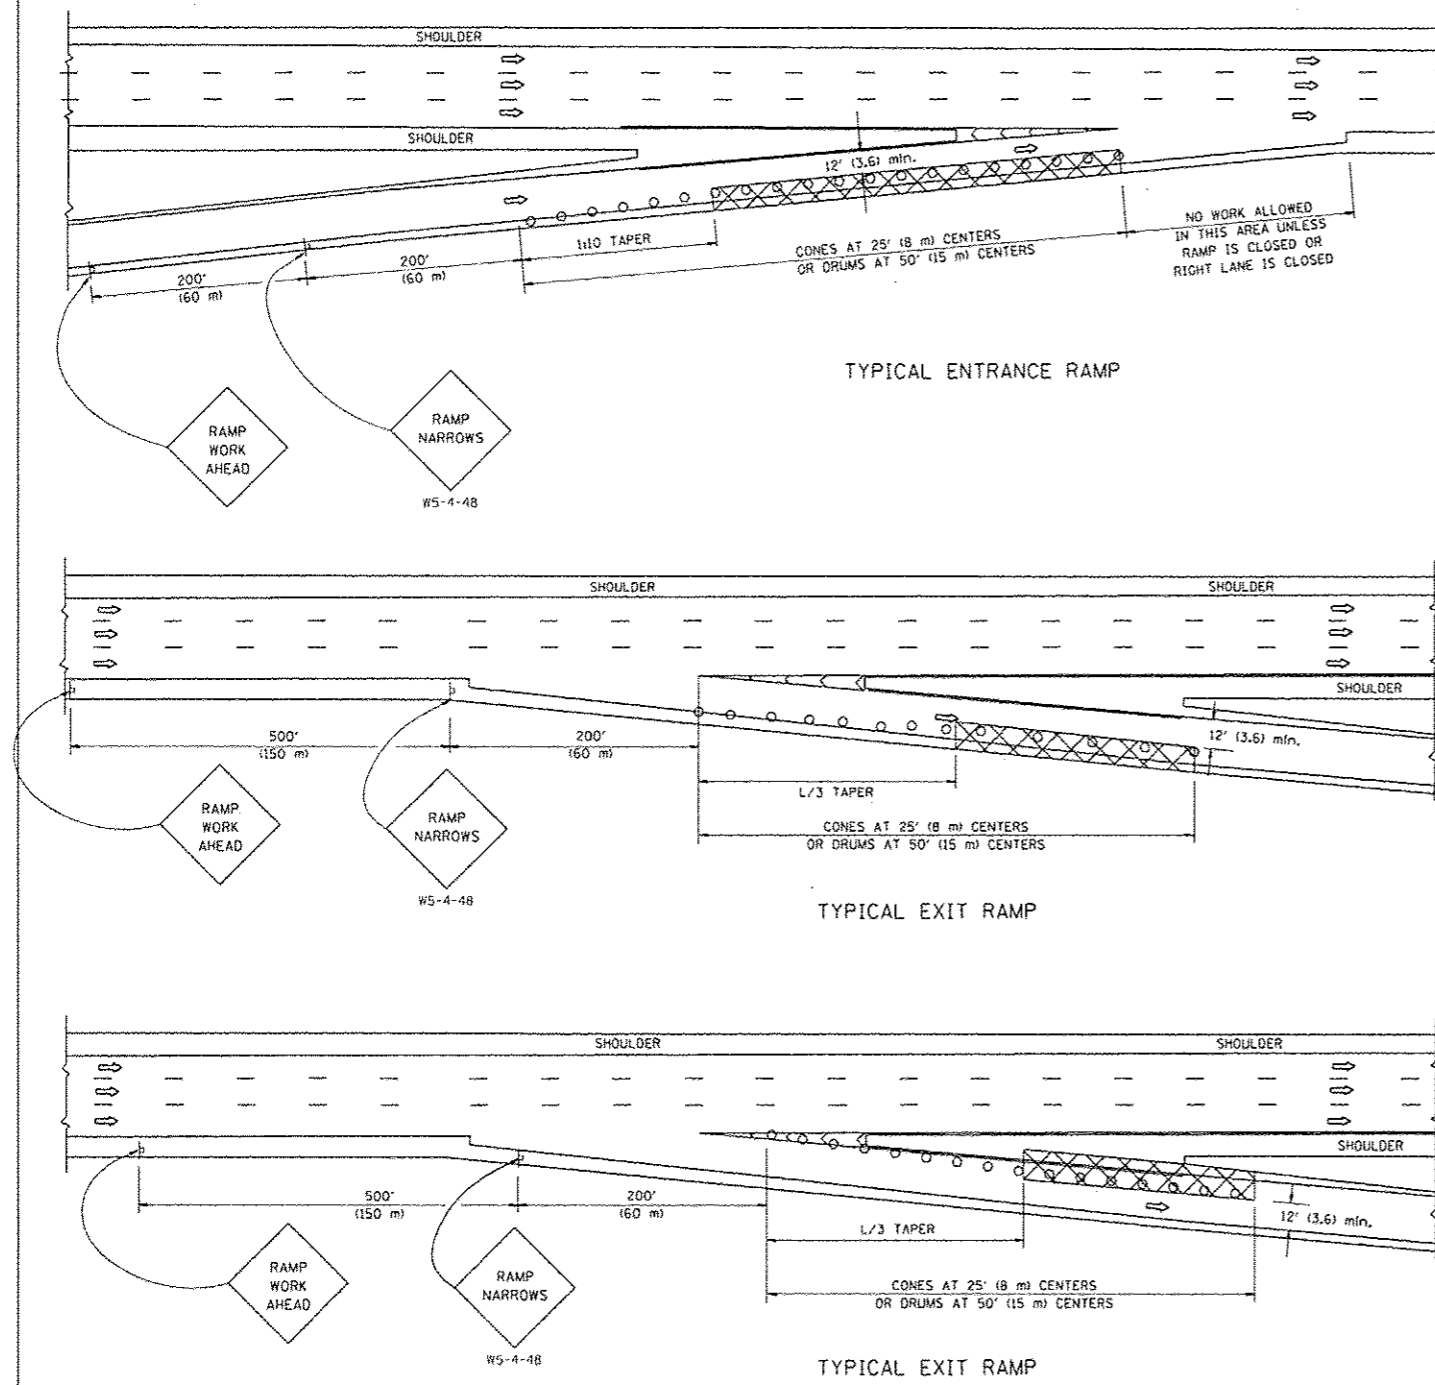 SHOULDER
SHOULDER
12' (3.6) min.
1:10 TAPER
CONES AT 25' (8 m) CENTERS
OR DRUMS AT 50' (15 m) CENTERS
NO WORK ALLOWED
IN THIS AREA UNLESS
RAMP IS CLOSED OR
RIGHT LANE IS CLOSED
200'
(60 m)
200'
(60 m)
TYPICAL ENTRANCE RAMP
RAMP
WORK
AHEAD
RAMP
NARROWS
W5-4-48
SHOULDER
SHOULDER
SHOULDER
12' (3.6) min.
500'
(150 m)
200'
(60 m)
L/3 TAPER
RAMP
WORK
AHEAD
RAMP
NARROWS
W5-4-48
CONES AT 25' (8 m) CENTERS
OR DRUMS AT 50' (15 m) CENTERS
TYPICAL EXIT RAMP
SHOULDER
SHOULDER
SHOULDER
500'
(150 m)
200'
(60 m)
12' (3.6) min.
L/3 TAPER
RAMP
WORK
AHEAD
RAMP
NARROWS
W5-4-48
CONES AT 25' (8 m) CENTERS
OR DRUMS AT 50' (15 m) CENTERS
TYPICAL EXIT RAMP